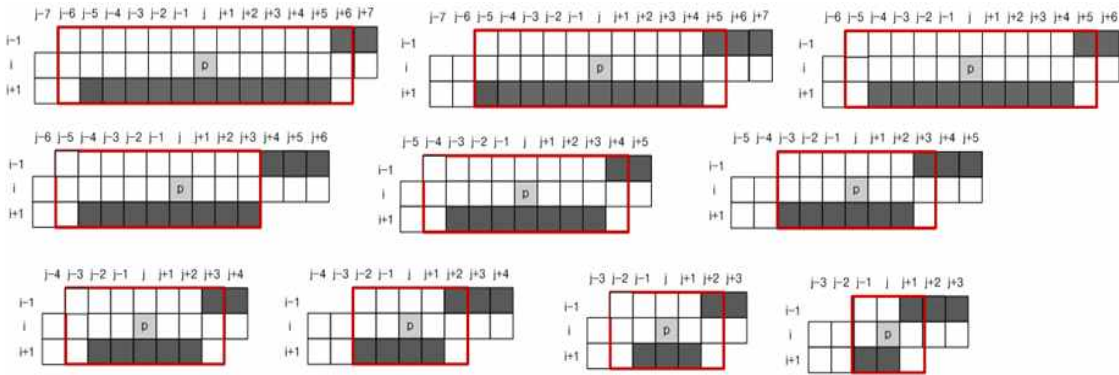 j-7 j-6 j-5 j-4 j-3 j-2 j-1 j j+1 j+2 j+3 j+4 j+5 j+6 j+7
i-1
i p
i+1
j-7 j-6 j-5 j-4 j-3 j-2 j-1 j j+1 j+2 j+3 j+4 j+5 j+6 j+7
i-1
i p
i+1
j-6 j-5 j-4 j-3 j-2 j-1 j j+1 j+2 j+3 j+4 j+5 j+6
i-1
i p
i+1
j-6 j-5 j-4 j-3 j-2 j-1 j j+1 j+2 j+3 j+4 j+5 j+6
i-1
i p
i+1
j-5 j-4 j-3 j-2 j-1 j j+1 j+2 j+3 j+4 j+5
i-1
i p
i+1
j-5 j-4 j-3 j-2 j-1 j j+1 j+2 j+3 j+4 j+5
i-1
i p
i+1
j-4 j-3 j-2 j-1 j j+1 j+2 j+3 j+4
i-1
i p
i+1
j-4 j-3 j-2 j-1 j j+1 j+2 j+3 j+4
i-1
i p
i+1
j-3 j-2 j-1 j j+1 j+2 j+3
i-1
i p
i+1
j-3 j-2 j-1 j j+1 j+2 j+3
i-1
i p
i+1